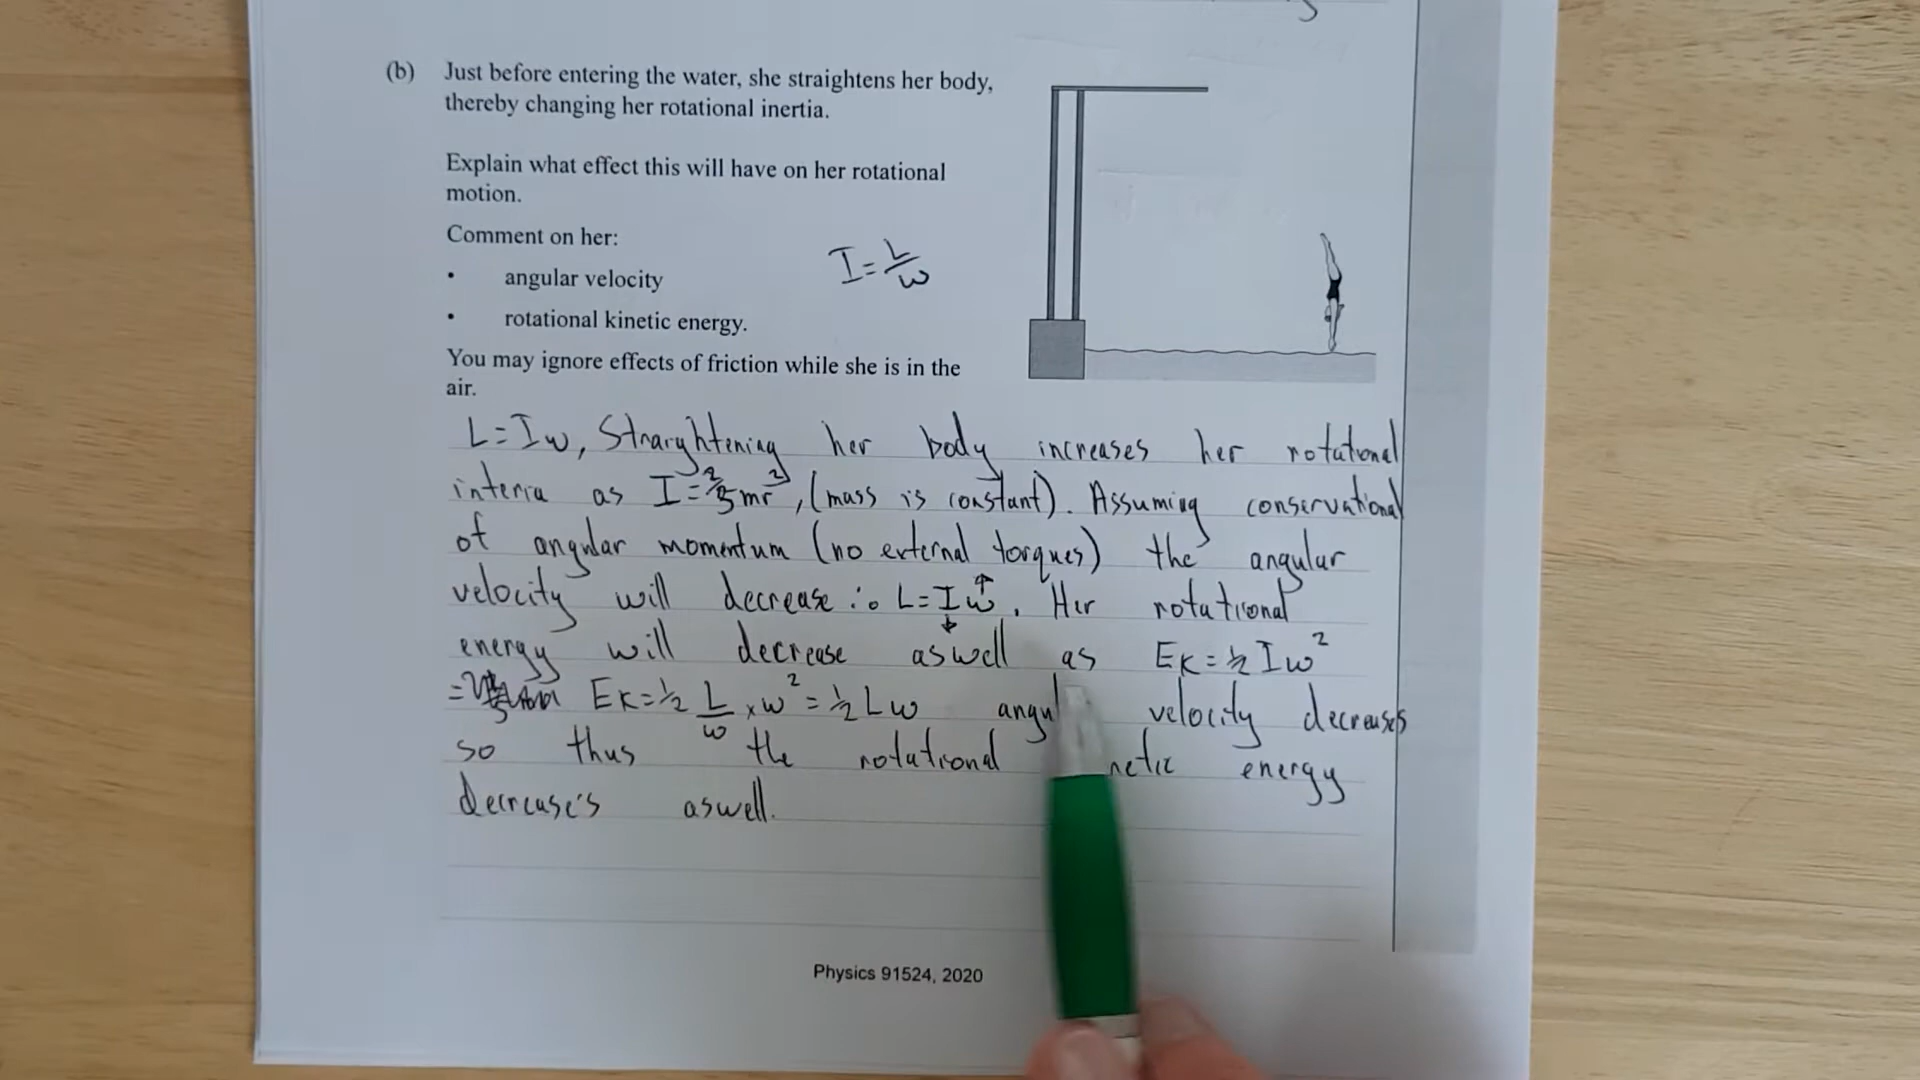 (b) Just before entering the water, she straightens her body,
thereby changing her rotational inertia.
Explain what effect this will have on her rotational
motion.
Comment on her:
• angular velocity
I = L/ω
• rotational kinetic energy.
You may ignore effects of friction while she is in the
air.
L=Iω, Straryhtening her body increases her rotational
interia as I = 2/5mr², (mass is constant). Assuming conservational
of angular momentum (no external torques) the angular
velocity will decrease ∴ L=Iω↑↓. Her rotational
energy will decrease aswell as EK=½Iω²
= EK=½ L/ω ×ω² = ½Lω velocity decreases
so thus the rotational energy
decrease's aswell.
Physics 91524, 2020